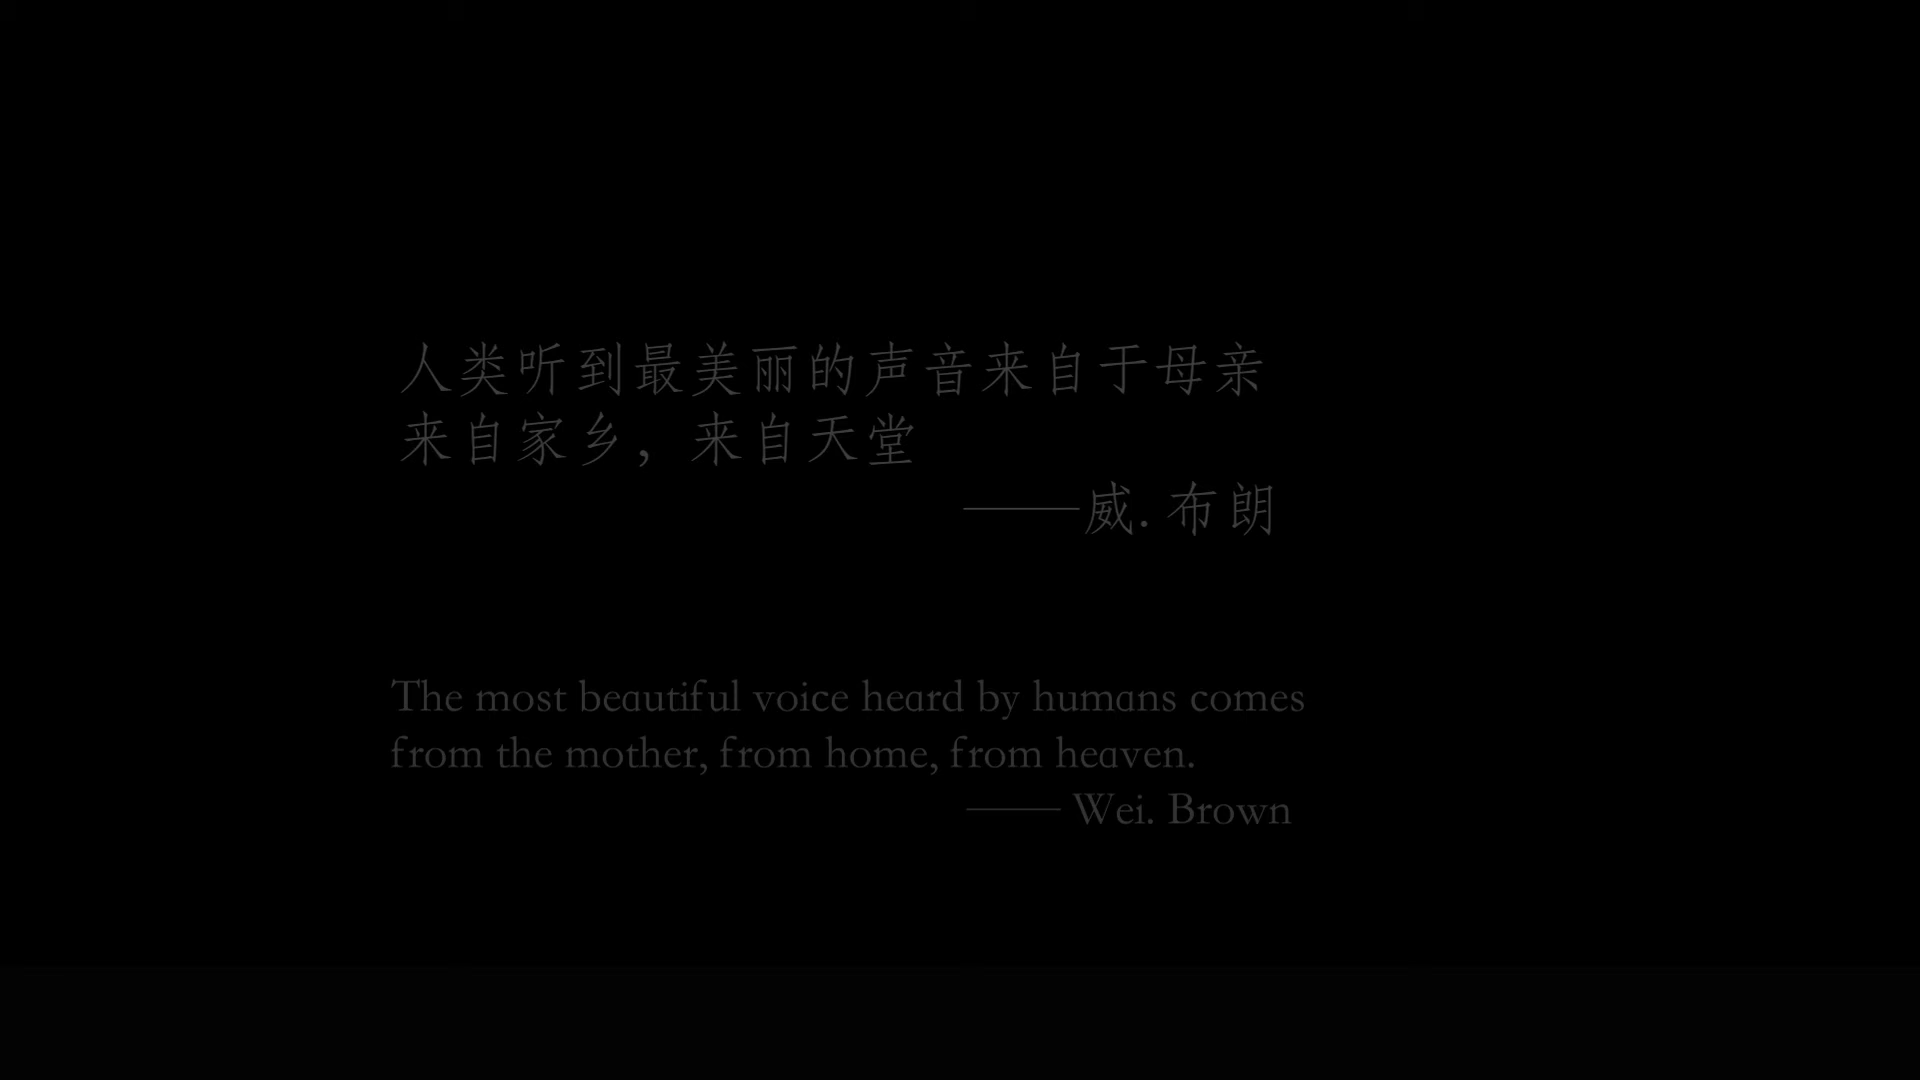 人类听到最美丽的声音来自于母亲
来自家乡，来自天堂
——威.布朗
The most beautiful voice heard by humans comes
from the mother, from home, from heaven.
—— Wei. Brown